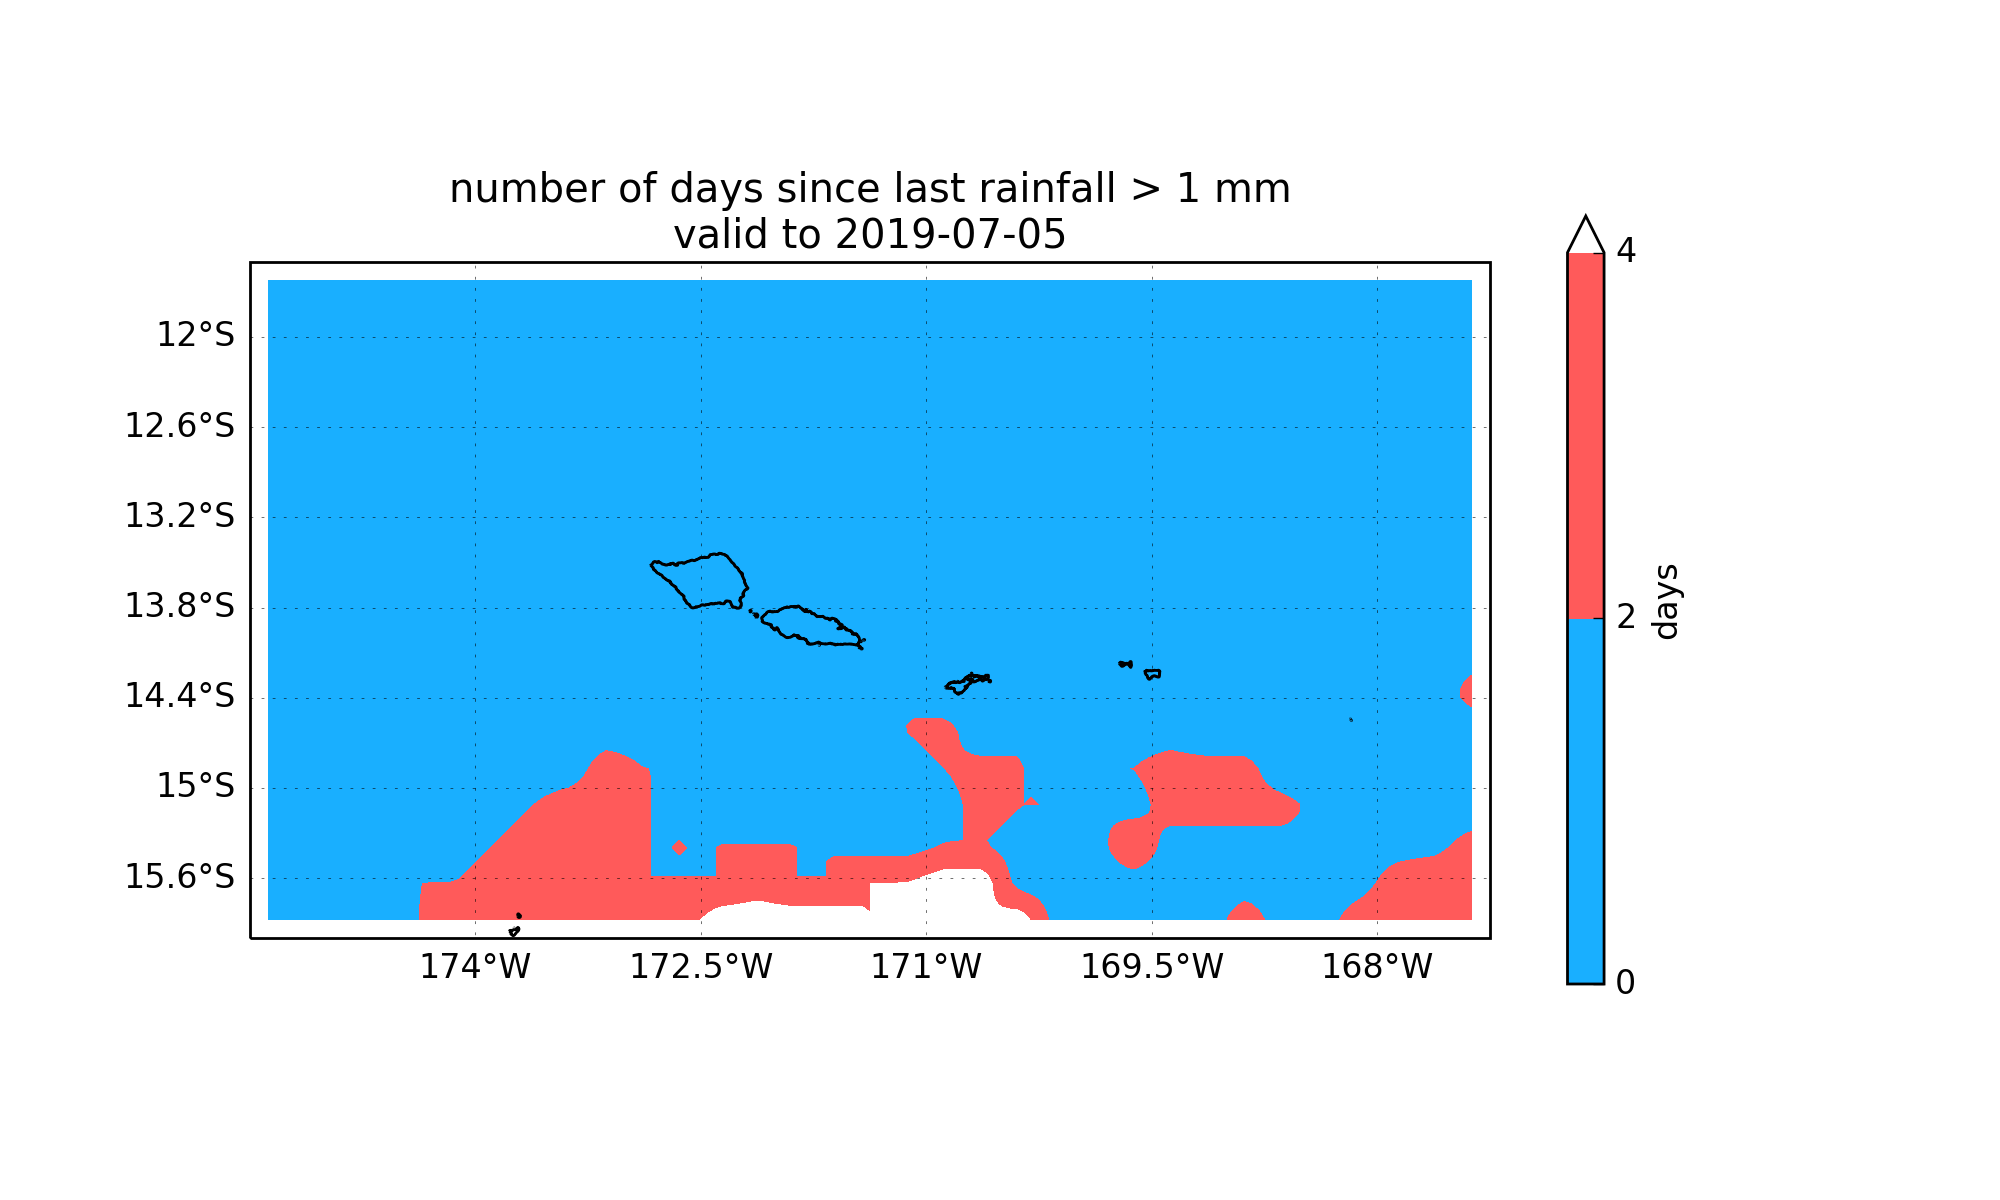 number of days since last rainfall > 1 mm
valid to 2019-07-05
12°S
12.6°S
13.2°S
13.8°S
14.4°S
15°S
15.6°S
174°W
172.5°W
171°W
169.5°W
168°W
4
2
0
days